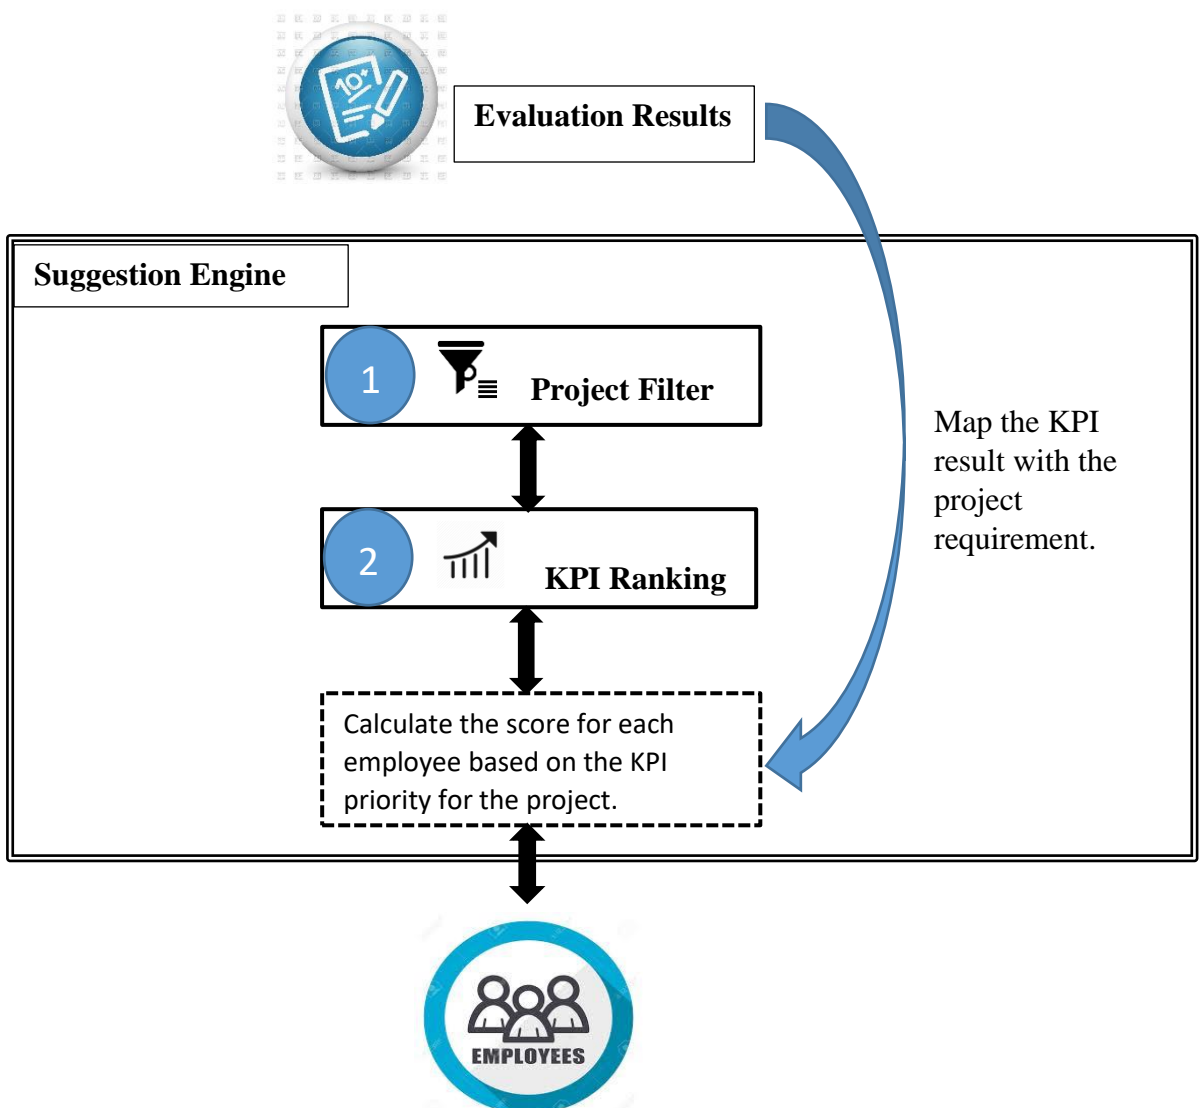 10+
Evaluation Results
Suggestion Engine
1
Project Filter
Map the KPI
result with the
project
requirement.
2
KPI Ranking
Calculate the score for each
employee based on the KPI
priority for the project.
EMPLOYEES